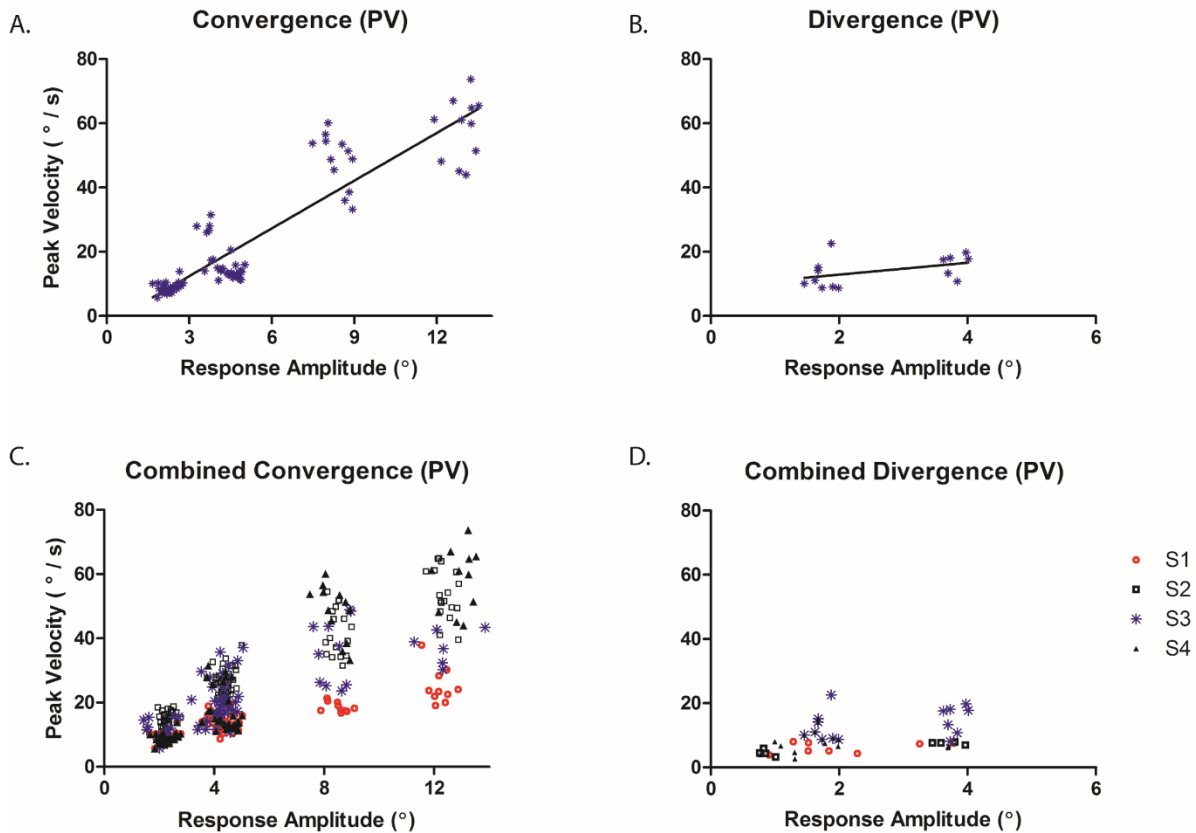 A.
Convergence (PV)
80
60
40
20
0
Peak Velocity ( ° / s)
0 3 6 9 12
Response Amplitude (°)
B.
Divergence (PV)
80
60
40
20
0
0 2 4 6
Response Amplitude (°)
C.
Combined Convergence (PV)
80
60
40
20
0
Peak Velocity ( ° / s)
0 4 8 12
Response Amplitude (°)
D.
Combined Divergence (PV)
80
60
40
20
0
0 2 4 6
Response Amplitude (°)
S1
S2
S3
S4